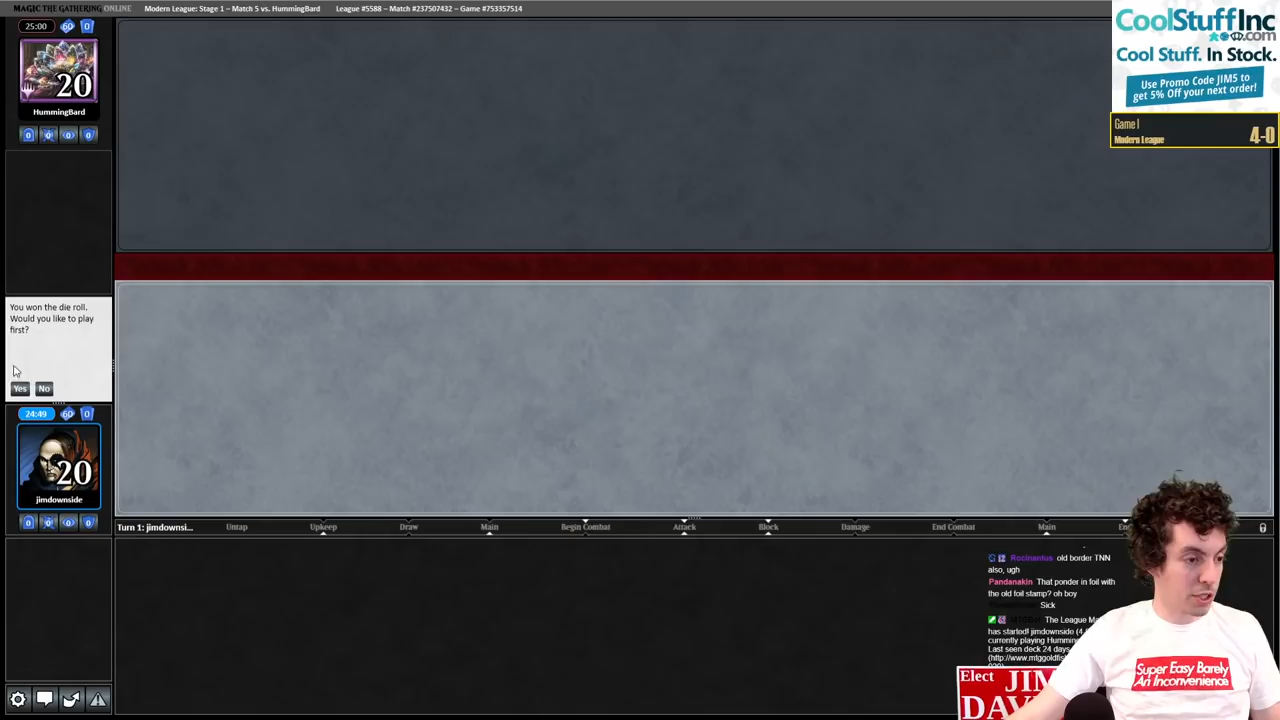 MAGIC THE GATHERING ONLINE
Modern League: Stage 1 – Match 5 vs. HummingBard
League #5588 – Match #237507432 – Game #753357514
25:00 60 0
20
HummingBard
0 0 0 0
CoolStuffInc
.com
Cool Stuff. In Stock.
Use Promo Code JIM5 to
get 5% Off your next order!
Game 1
Modern League
4-0
You won the die roll.
Would you like to play
first?
Yes No
24:49 60 0
20
jimdownside
0 0 0 0
Turn 1: jimdownsi...
Untap
Upkeep
Draw
Main
Begin Combat
Attack
Block
Damage
End Combat
Main
Rocinantus old border TNN
also, ugh
Pandanakin That ponder in foil with
the old foil stamp? oh boy
Sick
The League
has started! jimdownside
currently playing
Last seen deck 24 days
Elect JIM
Super Easy Barely
An Inconvenience